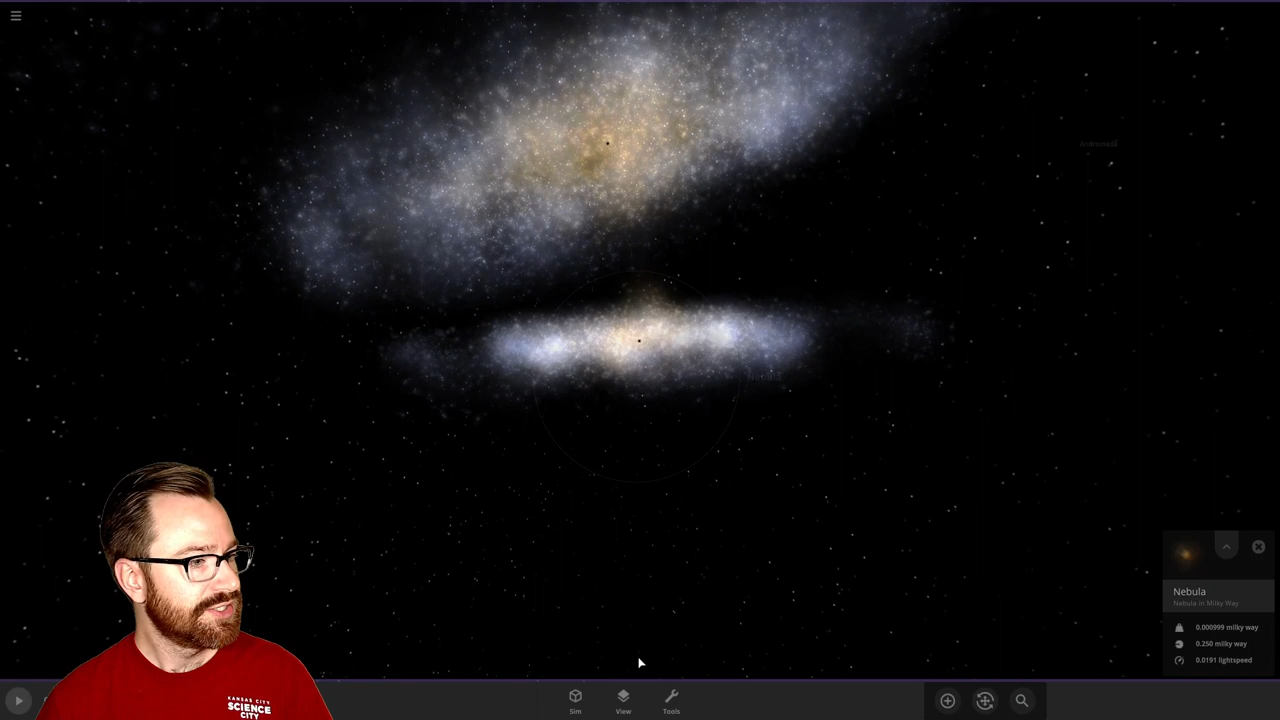 Andromeda
Nebula
Nebula in Milky Way
0.000999 milky way
0.250 milky way
0.0191 lightspeed
Sim
View
Tools
KANSAS CITY
SCIENCE
CITY